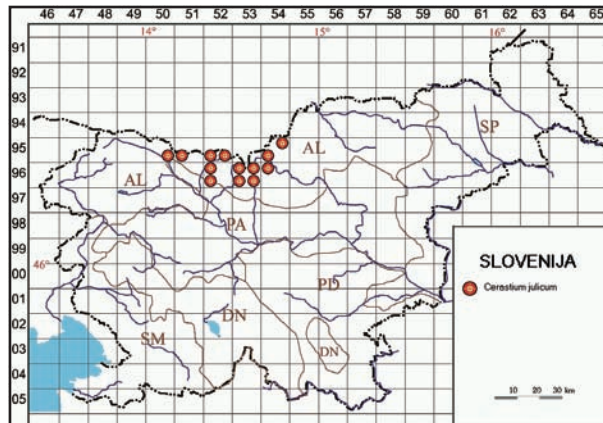 46 47 48 49 50 51 52 53 54 55 56 57 58 59 60 61 62 63 64 65
14° 15° 16°
91
92
93
94
95
96
97
98
99
00
01
02
03
04
05
46°
AL
AL
SP
PA
PD
DN
SM
DN
SLOVENIJA
Cerastium julicum
10 20 30 km